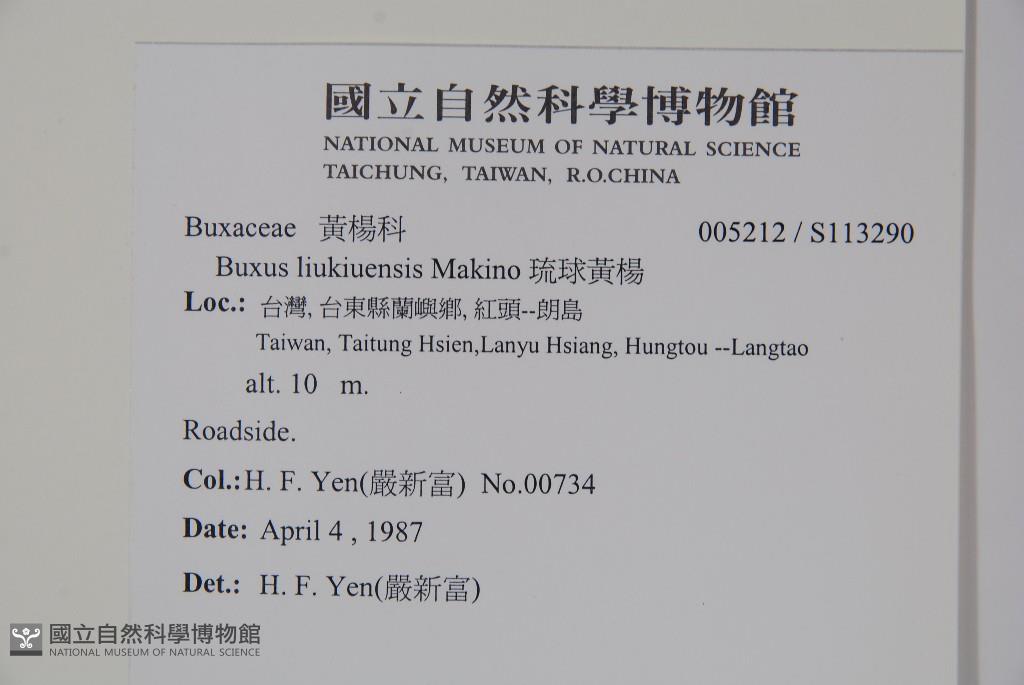 國立自然科學博物館
NATIONAL MUSEUM OF NATURAL SCIENCE
TAICHUNG, TAIWAN, R.O.CHINA
Buxaceae 黃楊科 005212 / S113290
Buxus liukiuensis Makino 琉球黃楊
Loc.: 台灣, 台東縣蘭嶼鄉, 紅頭--朗島
Taiwan, Taitung Hsien,Lanyu Hsiang, Hungtou --Langtao
alt. 10 m.
Roadside.
Col.:H. F. Yen(嚴新富) No.00734
Date: April 4 , 1987
Det.: H. F. Yen(嚴新富)
國立自然科學博物館
NATIONAL MUSEUM OF NATURAL SCIENCE